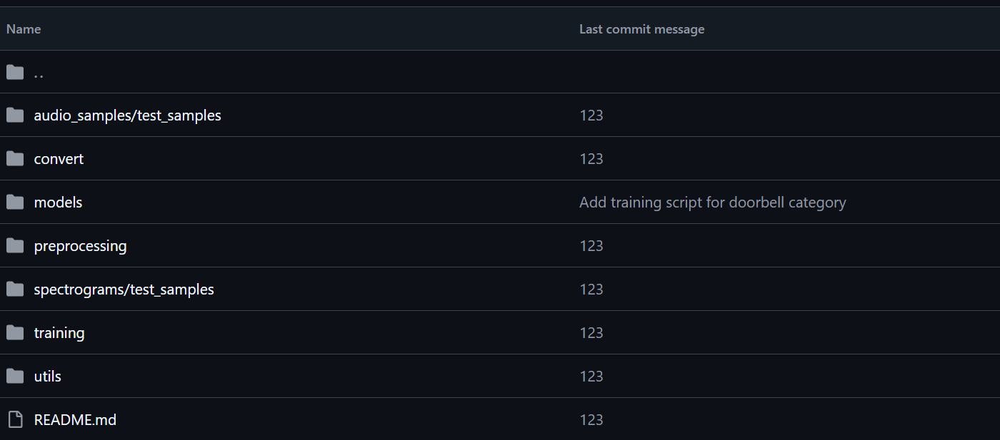 Name Last commit message
..
audio_samples/test_samples 123
convert 123
models Add training script for doorbell category
preprocessing 123
spectrograms/test_samples 123
training 123
utils 123
README.md 123